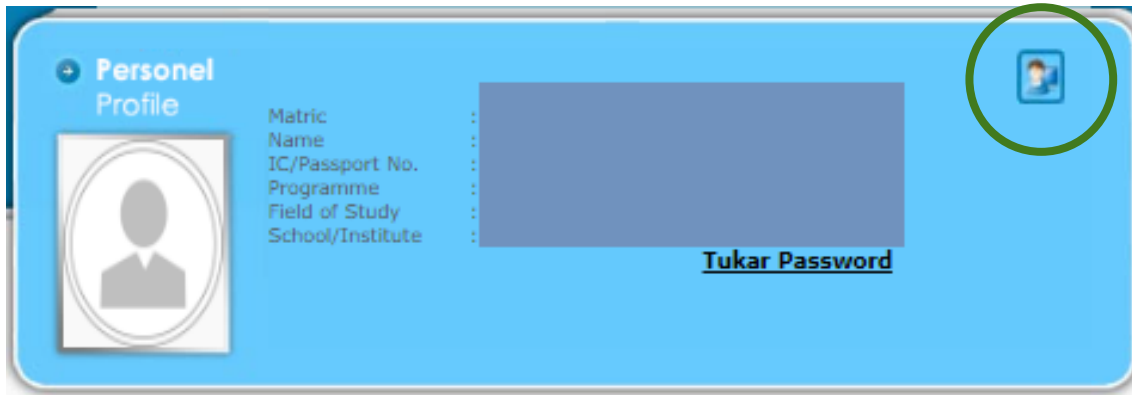 Personel
Profile
Matric :
Name :
IC/Passport No. :
Programme :
Field of Study :
School/Institute :
Tukar Password